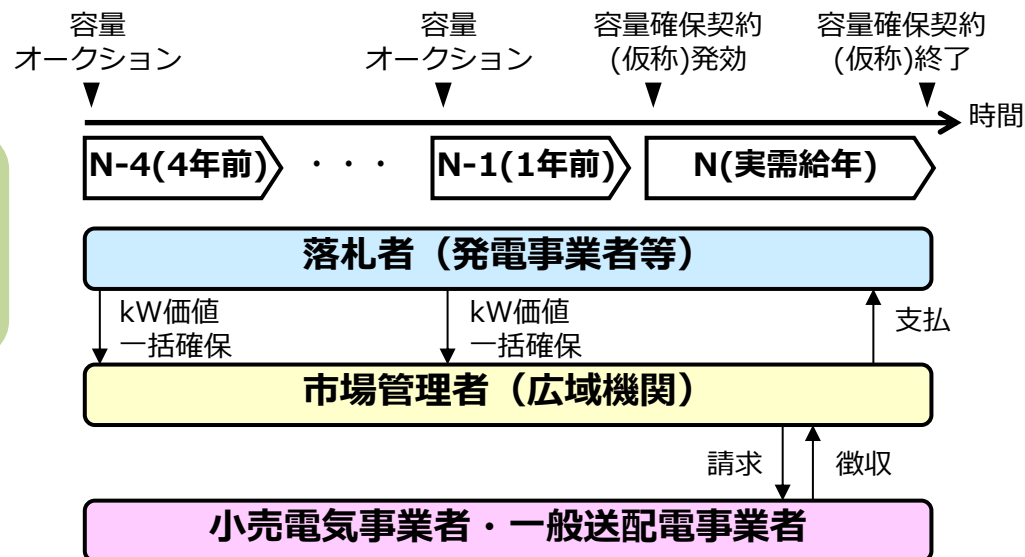 容量
オークション
容量
オークション
容量確保契約
(仮称)発効
容量確保契約
(仮称)終了
時間
N-4(4年前)
・・・
N-1(1年前)
N(実需給年)
落札者（発電事業者等）
kW価値
一括確保
kW価値
一括確保
支払
市場管理者（広域機関）
請求
徴収
小売電気事業者・一般送配電事業者